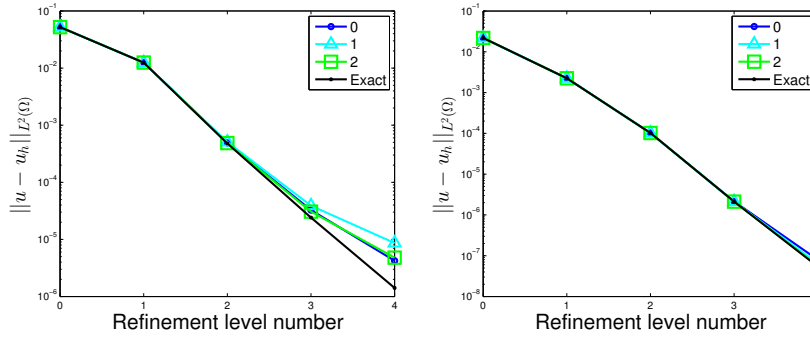 10^-1
10^-2
10^-3
10^-4
10^-5
10^-6
||u − u_h||_{L^2(Ω)}
0
1
2
Exact
0 1 2 3 4
Refinement level number
10^-1
10^-2
10^-3
10^-4
10^-5
10^-6
10^-7
10^-8
||u − u_h||_{L^2(Ω)}
0
1
2
Exact
0 1 2 3
Refinement level number